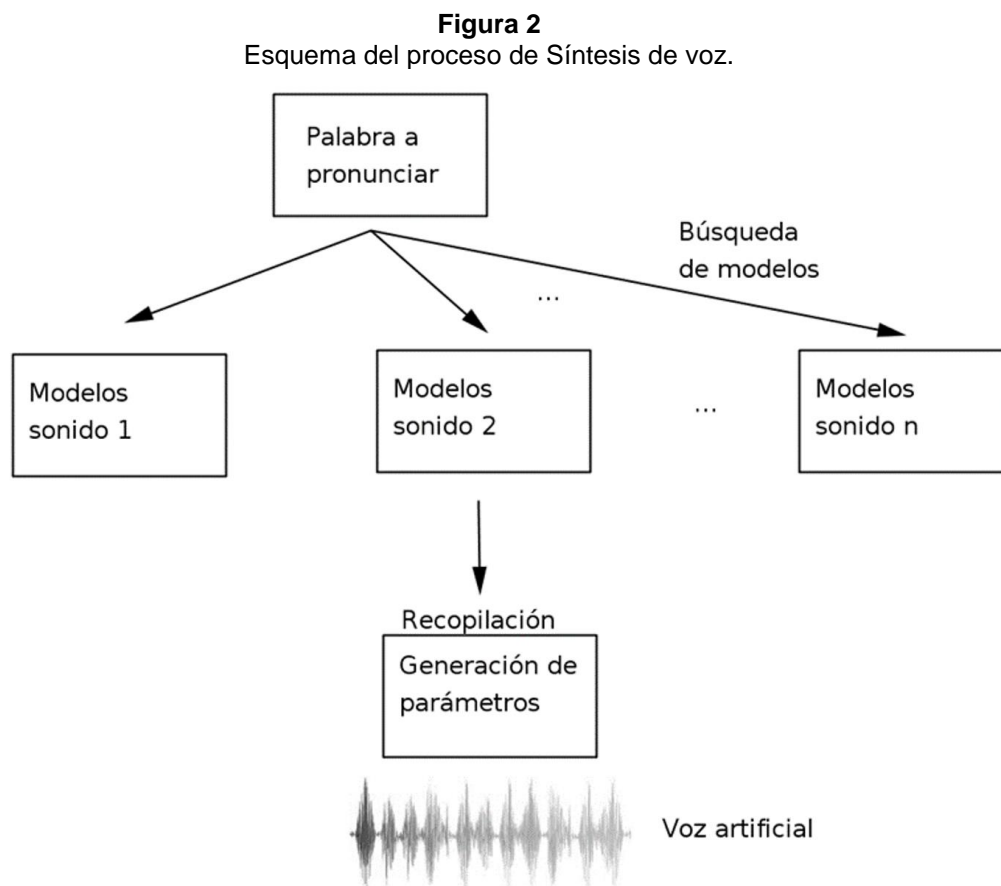 Figura 2
Esquema del proceso de Síntesis de voz.
Palabra a
pronunciar
Búsqueda
de modelos
...
Modelos
sonido 1
Modelos
sonido 2
...
Modelos
sonido n
Recopilación
Generación de
parámetros
Voz artificial